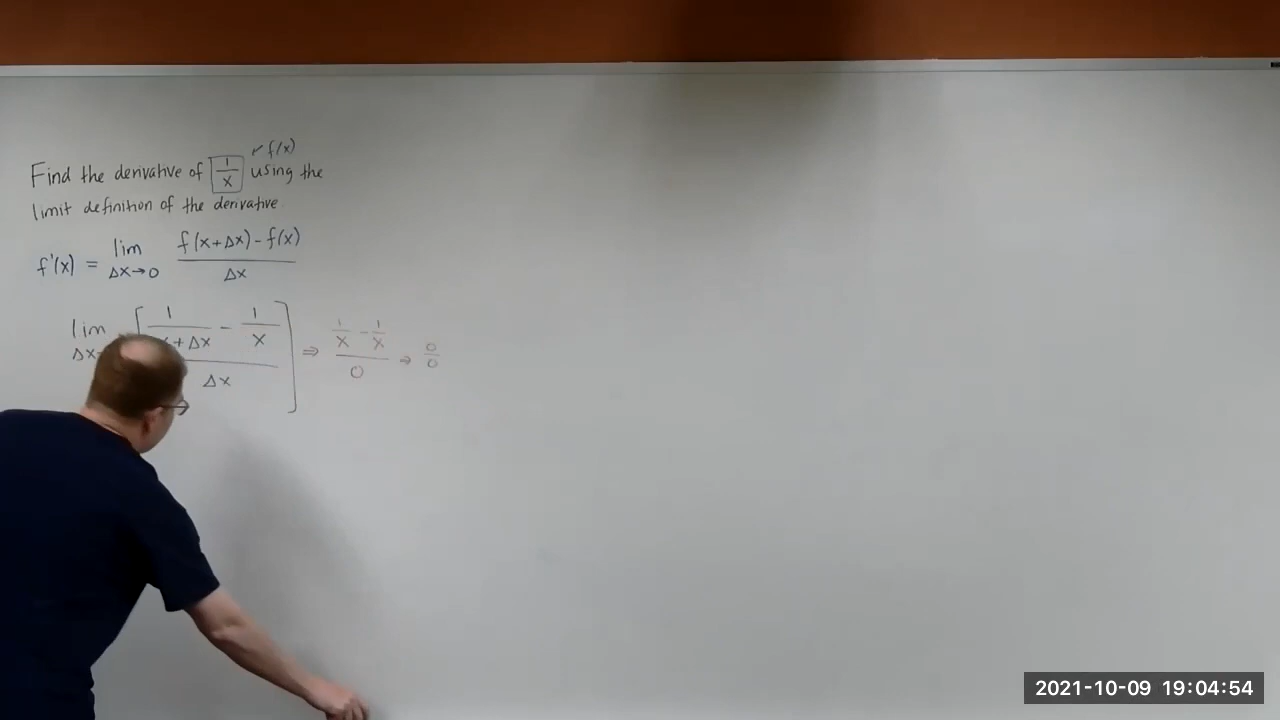 ✓ f(x)
Find the derivative of 1/x using the
limit definition of the derivative
f'(x) = lim Δx→0 f(x+Δx)-f(x) / Δx
lim Δx [ 1 / + Δx - 1 / x / Δx ] ⇒ 1/x - 1/x / 0 ⇒ 0/0
→
2021-10-09 19:04:54